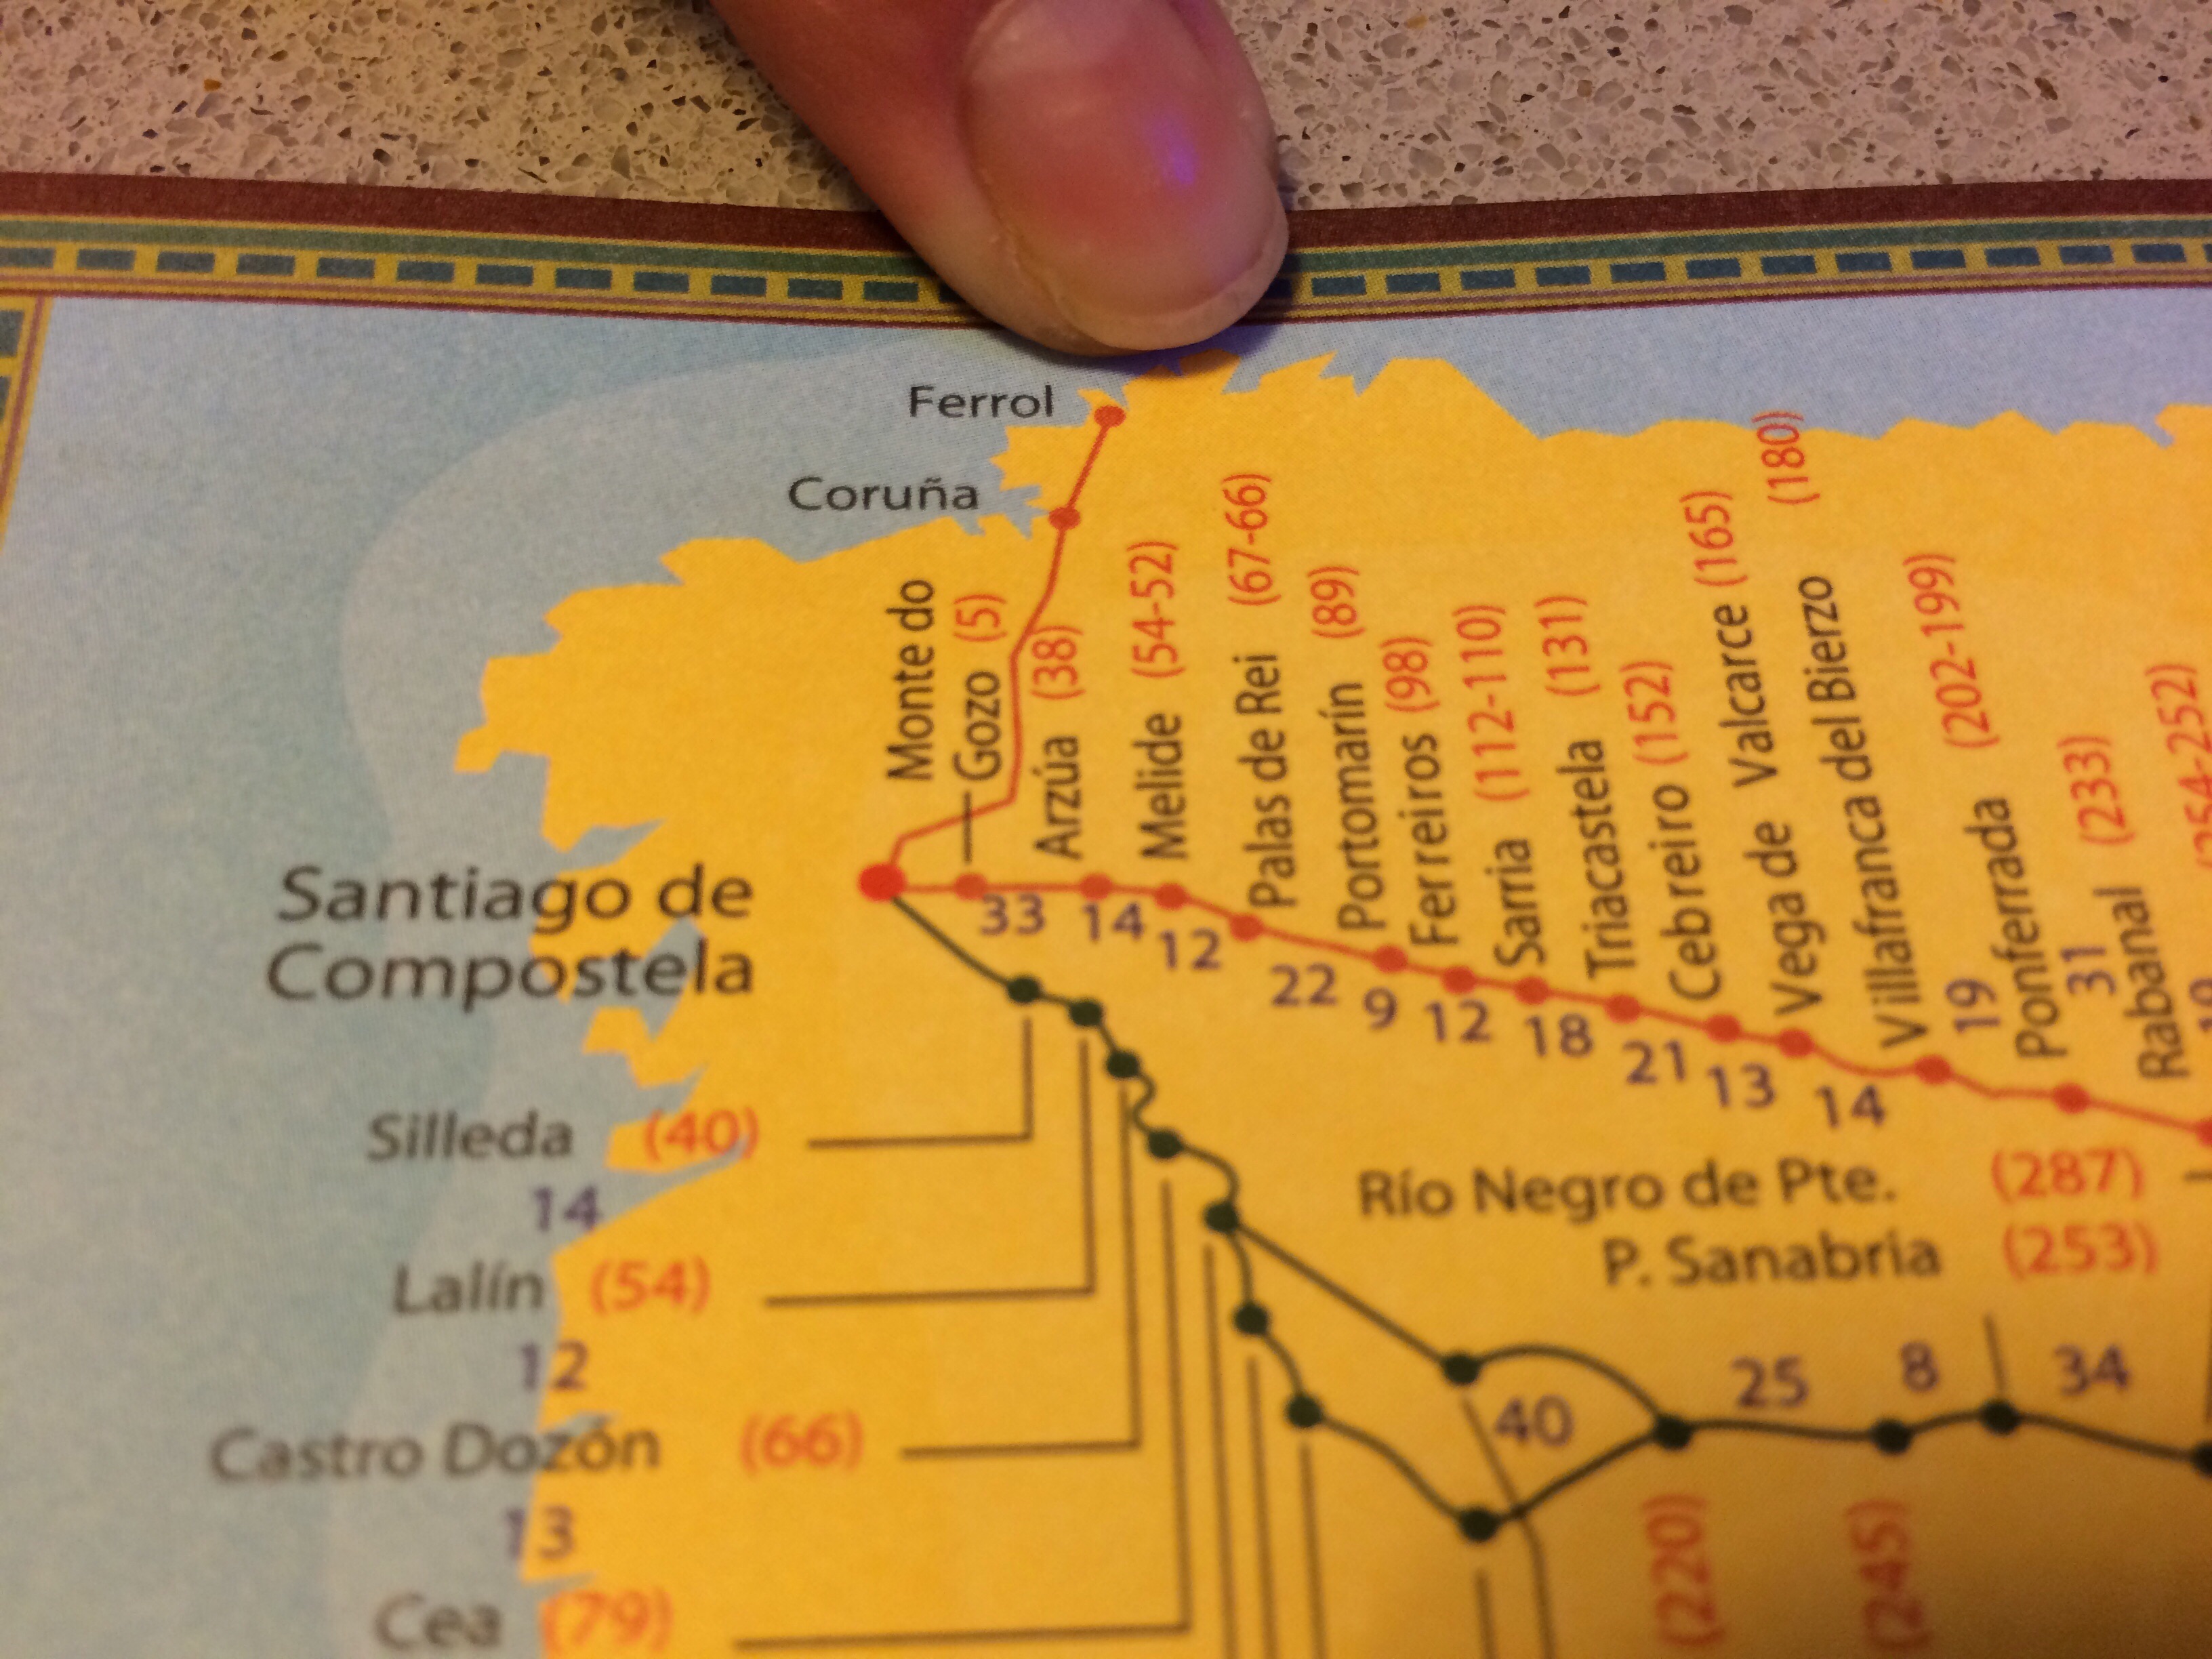 Ferrol
Coruña
Monte do
Gozo (5)
Arzúa (38)
Melide (54-52)
Palas de Rei (67-66)
Portomarín (89)
Ferreiros (98)
Sarria (112-110)
Triacastela (131)
Cebreiro (152)
Vega de Valcarce (165)
Villafranca del Bierzo (180)
Ponferrada (202-199)
Rabanal (233)
254-252)
33
14
12
22
9
12
18
21
13
14
19
31
Santiago de
Compostela
Silleda (40)
14
Lalín (54)
12
Castro Dozón (66)
13
Cea (79)
Río Negro de Pte. (287)
P. Sanabria (253)
40
25
8
34
(220)
(245)